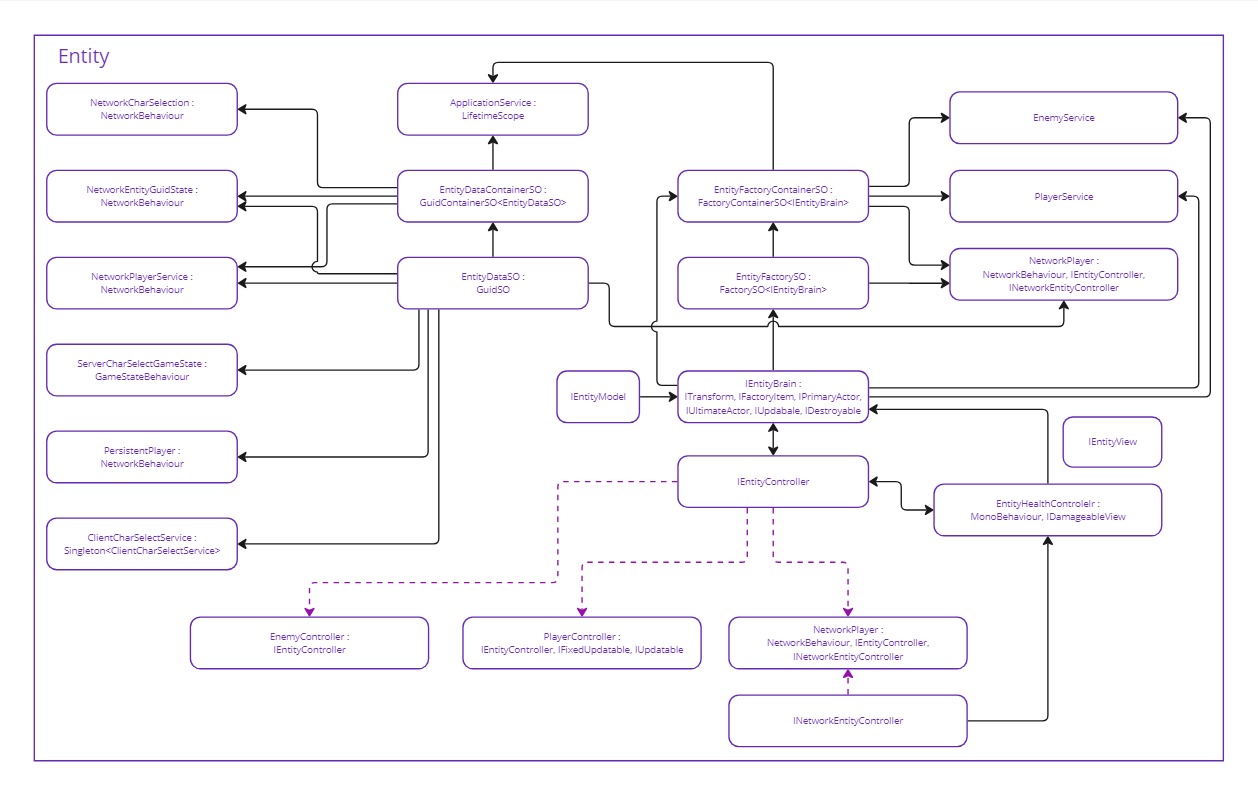 Entity
NetworkCharSelection :
NetworkBehaviour
ApplicationService :
LifetimeScope
EnemyService
NetworkEntityGuidState :
NetworkBehaviour
EntityDataContainerSO :
GuidContainerSO<EntityDataSO>
EntityFactoryContainerSO :
FactoryContainerSO<IEntityBrain>
PlayerService
NetworkPlayerService :
NetworkBehaviour
EntityDataSO :
GuidSO
EntityFactorySO :
FactorySO<IEntityBrain>
NetworkPlayer :
NetworkBehaviour, IEntityController,
INetworkEntityController
ServerCharSelectGameState :
GameStateBehaviour
IEntityModel
IEntityBrain :
ITransform, IFactoryItem, IPrimaryActor,
IUltimateActor, IUpdabale, IDestroyable
IEntityView
PersistentPlayer :
NetworkBehaviour
IEntityController
EntityHealthControlelr :
MonoBehaviour, IDamageableView
ClientCharSelectService :
Singleton<ClientCharSelectService>
EnemyController :
IEntityController
PlayerController :
IEntityController, IFixedUpdatable, IUpdatable
NetworkPlayer :
NetworkBehaviour, IEntityController,
INetworkEntityController
INetworkEntityController